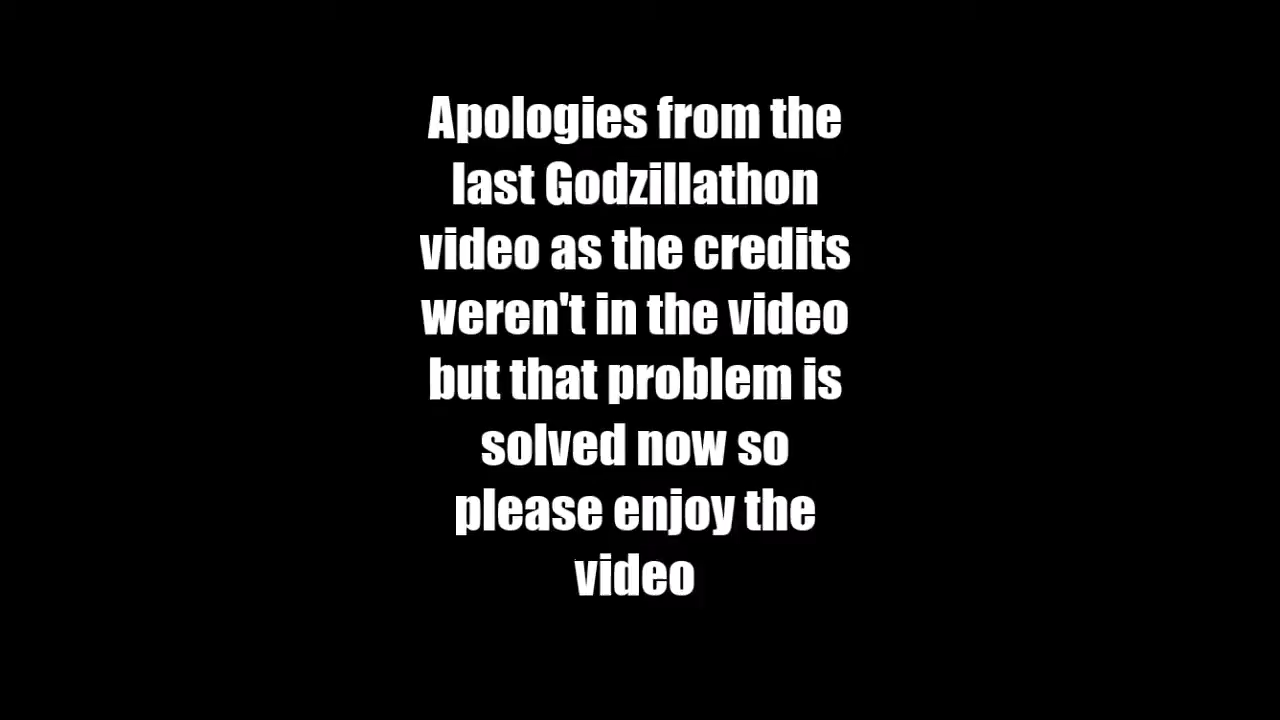 Apologies from the
last Godzillathon
video as the credits
weren't in the video
but that problem is
solved now so
please enjoy the
video